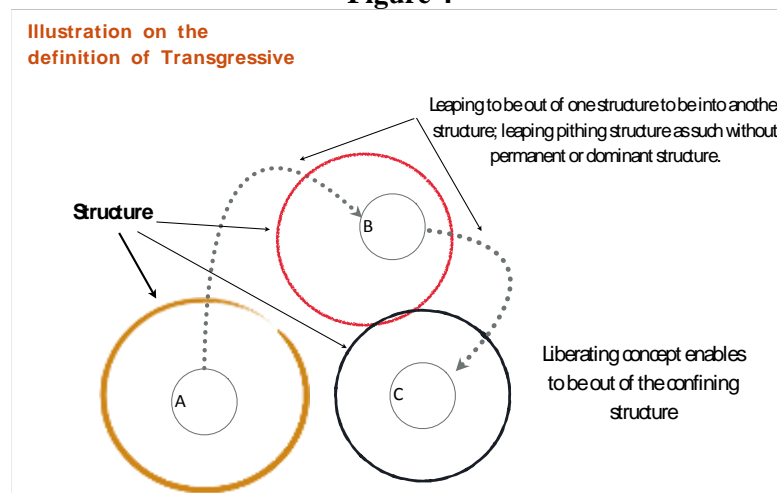 Illustration on the
definition of Transgressive
Leaping to be out of one structure to be into anothe
structure; leaping pithing structure as such without
permanent or dominant structure.
Structure
B
A
C
Liberating concept enables
to be out of the confining
structure